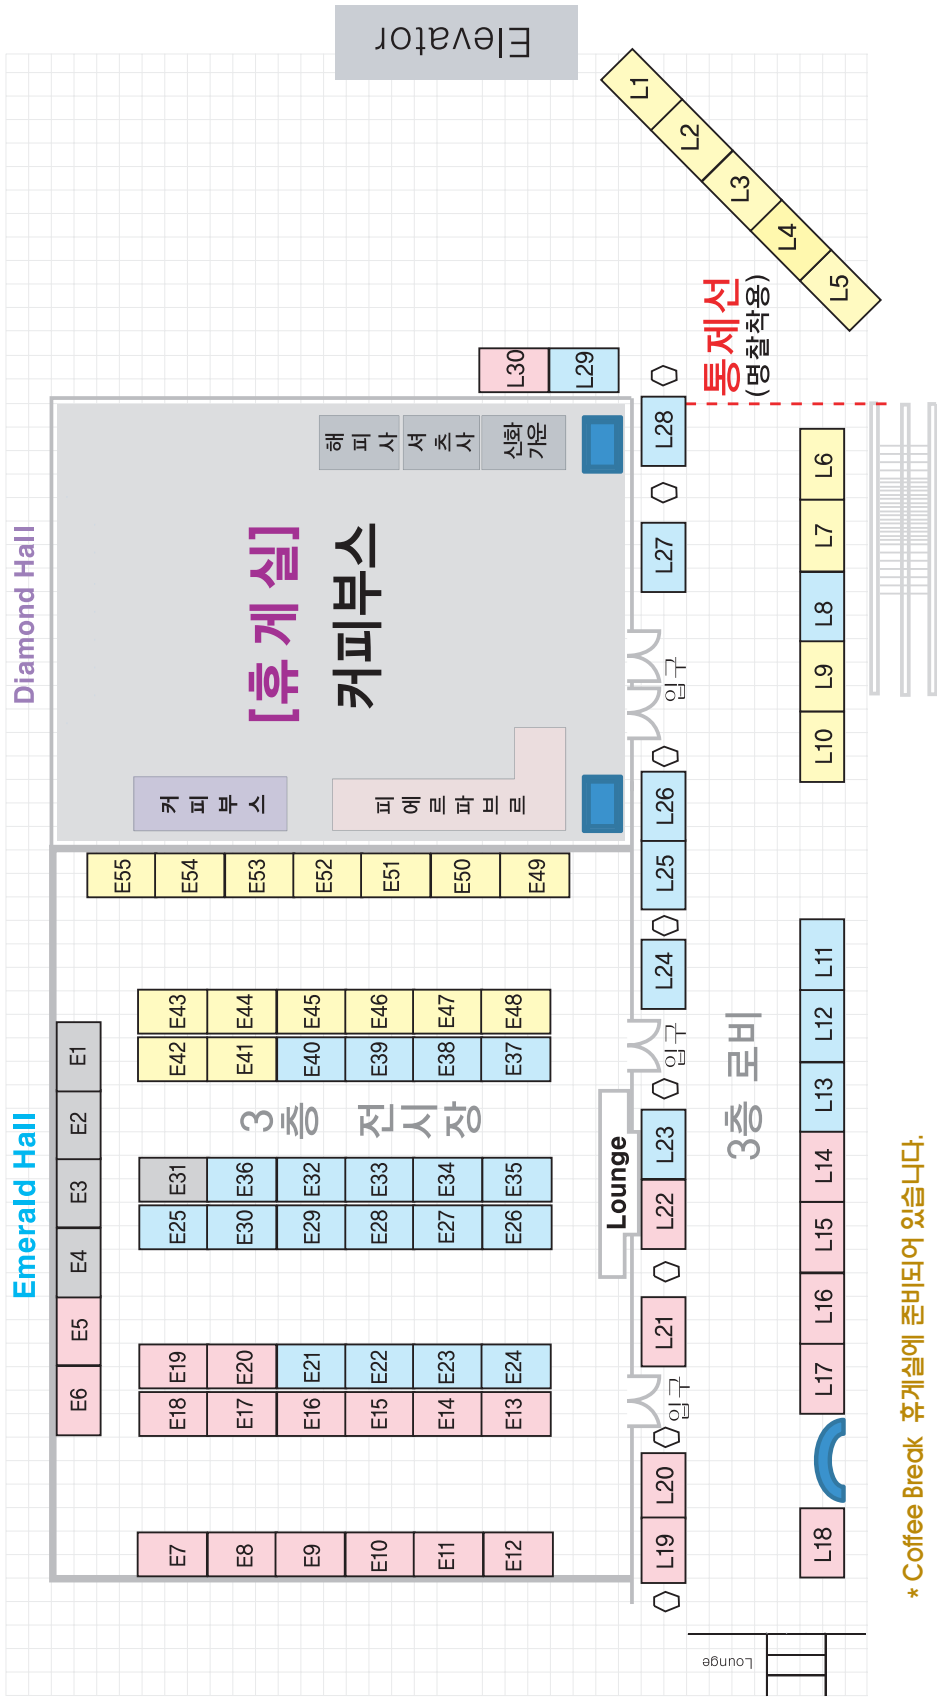 Elevator
L1
L2
L3
L4
L5
통제선
(명찰착용)
L30
L29
Diamond Hall
[휴게실]
커피부스
해피사
셔츠사
신화
가운
커피부스
피에르파브르
L28
L27
입구
L26
L25
L24
입구
L23
L22
L21
입구
L20
L19
L6
L7
L8
L9
L10
L11
L12
L13
L14
L15
L16
L17
L18
3층 로비
Emerald Hall
E55
E54
E53
E52
E51
E50
E49
E43
E44
E45
E46
E47
E48
E42
E41
E40
E39
E38
E37
3층 전시장
E1
E2
E3
E4
E5
E6
E31
E36
E32
E33
E34
E35
E25
E30
E29
E28
E27
E26
E19
E20
E21
E22
E23
E24
E18
E17
E16
E15
E14
E13
E7
E8
E9
E10
E11
E12
Lounge
Lounge
* Coffee Break 휴게실에 준비되어 있습니다.